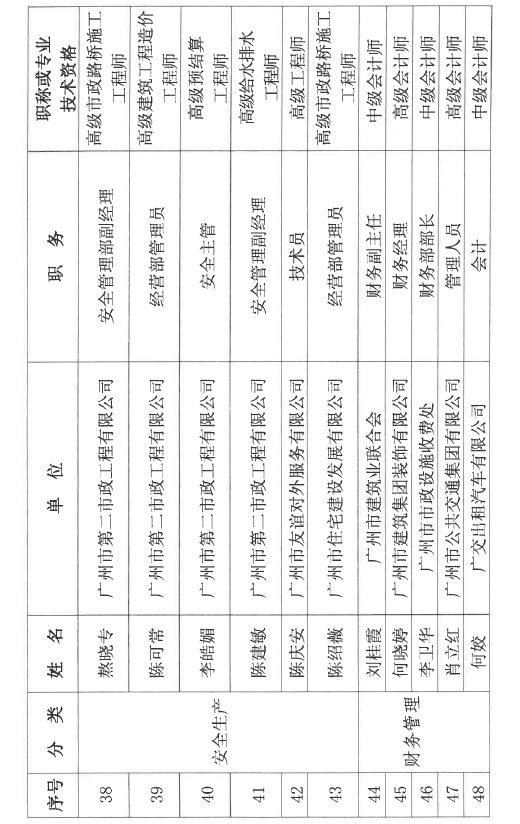 序号 分类 姓名 单位 职务 职称或专业技术资格
38 安全生产 熬晓专 广州市第二市政工程有限公司 安全管理部副经理 高级市政路桥施工工程师
39 陈可常 广州市第二市政工程有限公司 经营部管理员 高级建筑工程造价工程师
40 李皓媚 广州市第二市政工程有限公司 安全主管 高级预结算工程师
41 陈建敏 广州市第二市政工程有限公司 安全管理副经理 高级给水排水工程师
42 陈庆安 广州市友谊对外服务有限公司 技术员 高级工程师
43 陈绍薇 广州市住宅建设发展有限公司 经营部管理员 高级市政路桥施工工程师
44 财务管理 刘桂霞 广州市建筑业联合会 财务副主任 中级会计师
45 何晓婷 广州市建筑集团装饰有限公司 财务经理 高级会计师
46 李卫华 广州市市政设施收费处 财务部部长 中级会计师
47 肖立红 广州市公共交通集团有限公司 管理人员 高级会计师
48 何姣 广交出租汽车有限公司 会计 中级会计师